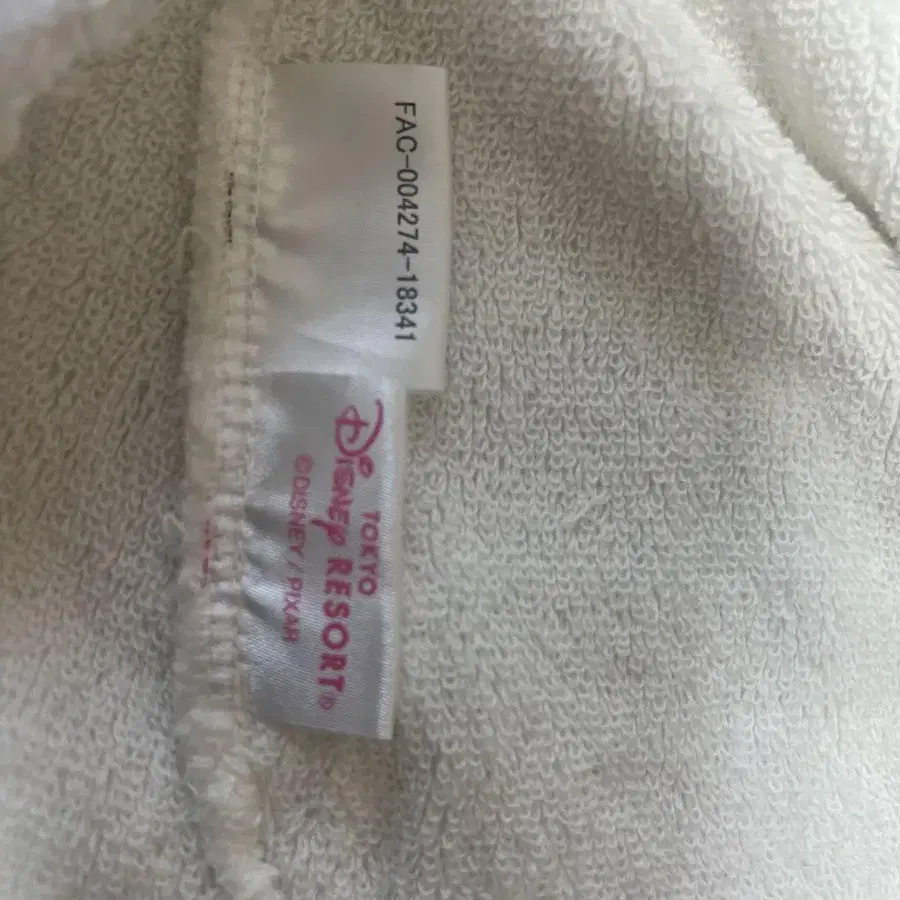 FAC-004274-18341
TOKYO
Disney RESORT®
©DISNEY / PIXAR